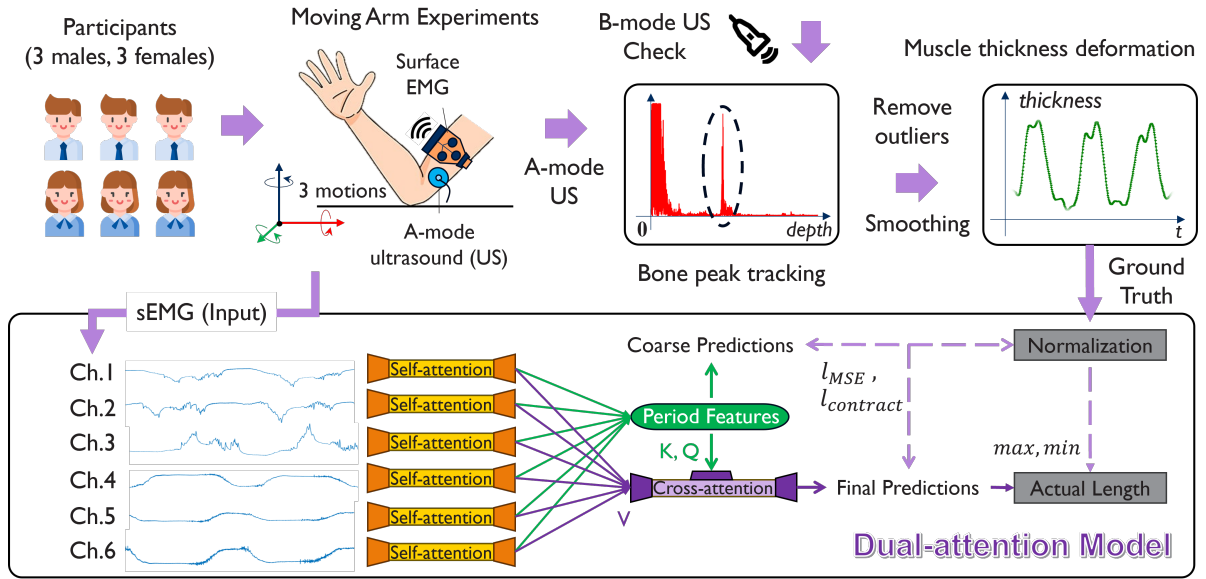 Participants
(3 males, 3 females)
Moving Arm Experiments
Surface
EMG
3 motions
A-mode
ultrasound (US)
A-mode
US
B-mode US
Check
0
depth
Bone peak tracking
Remove
outliers
Smoothing
Muscle thickness deformation
thickness
t
Ground
Truth
sEMG (Input)
Ch.1
Ch.2
Ch.3
Ch.4
Ch.5
Ch.6
Self-attention
Self-attention
Self-attention
Self-attention
Self-attention
Self-attention
Coarse Predictions
Period Features
K, Q
V
Cross-attention
Final Predictions
l_MSE ,
l_contract
Normalization
max, min
Actual Length
Dual-attention Model